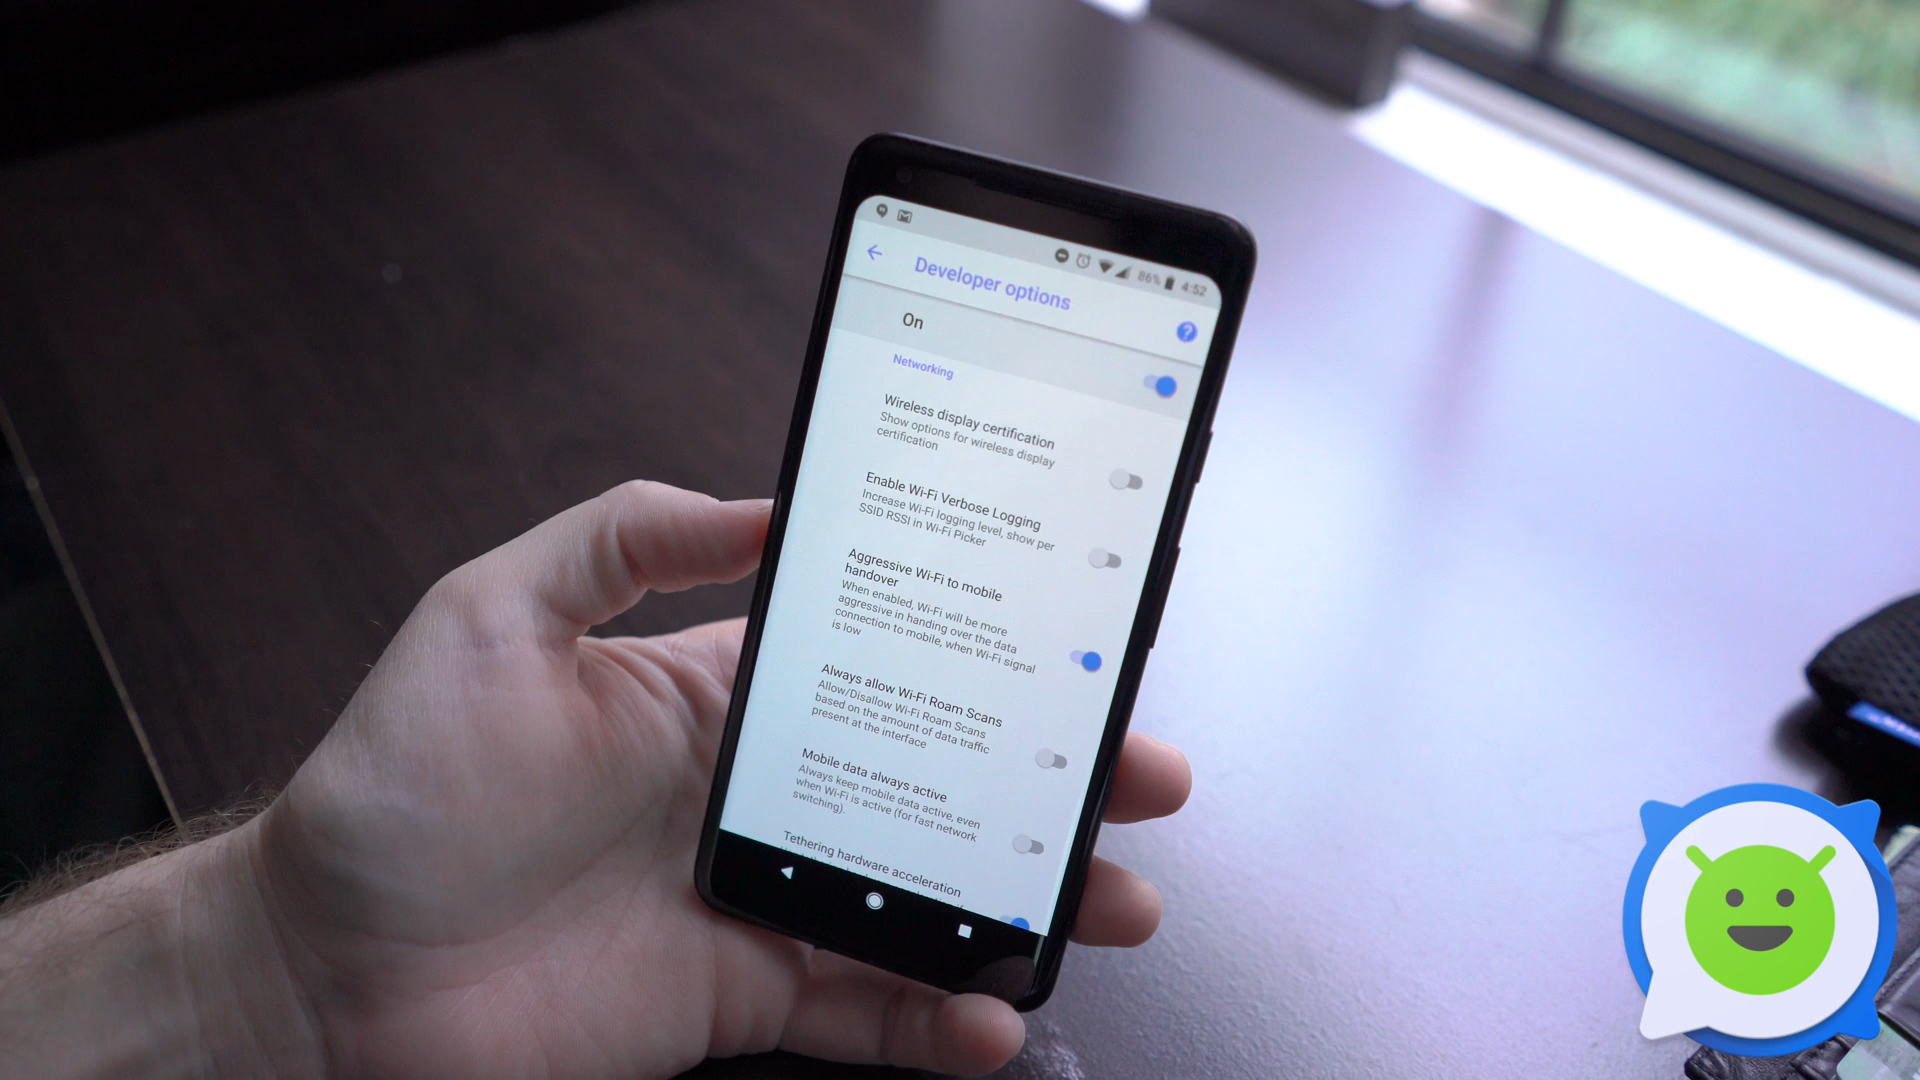 86% 4:52
Developer options
On
Networking
Wireless display certification
Show options for wireless display
certification
Enable Wi-Fi Verbose Logging
Increase Wi-Fi logging level, show per
SSID RSSI in Wi-Fi Picker
Aggressive Wi-Fi to mobile
handover
When enabled, Wi-Fi will be more
aggressive in handing over the data
connection to mobile, when Wi-Fi signal
is low
Always allow Wi-Fi Roam Scans
Allow/Disallow Wi-Fi Roam Scans
based on the amount of data traffic
present at the interface
Mobile data always active
Always keep mobile data active, even
when Wi-Fi is active (for fast network
switching).
Tethering hardware acceleration